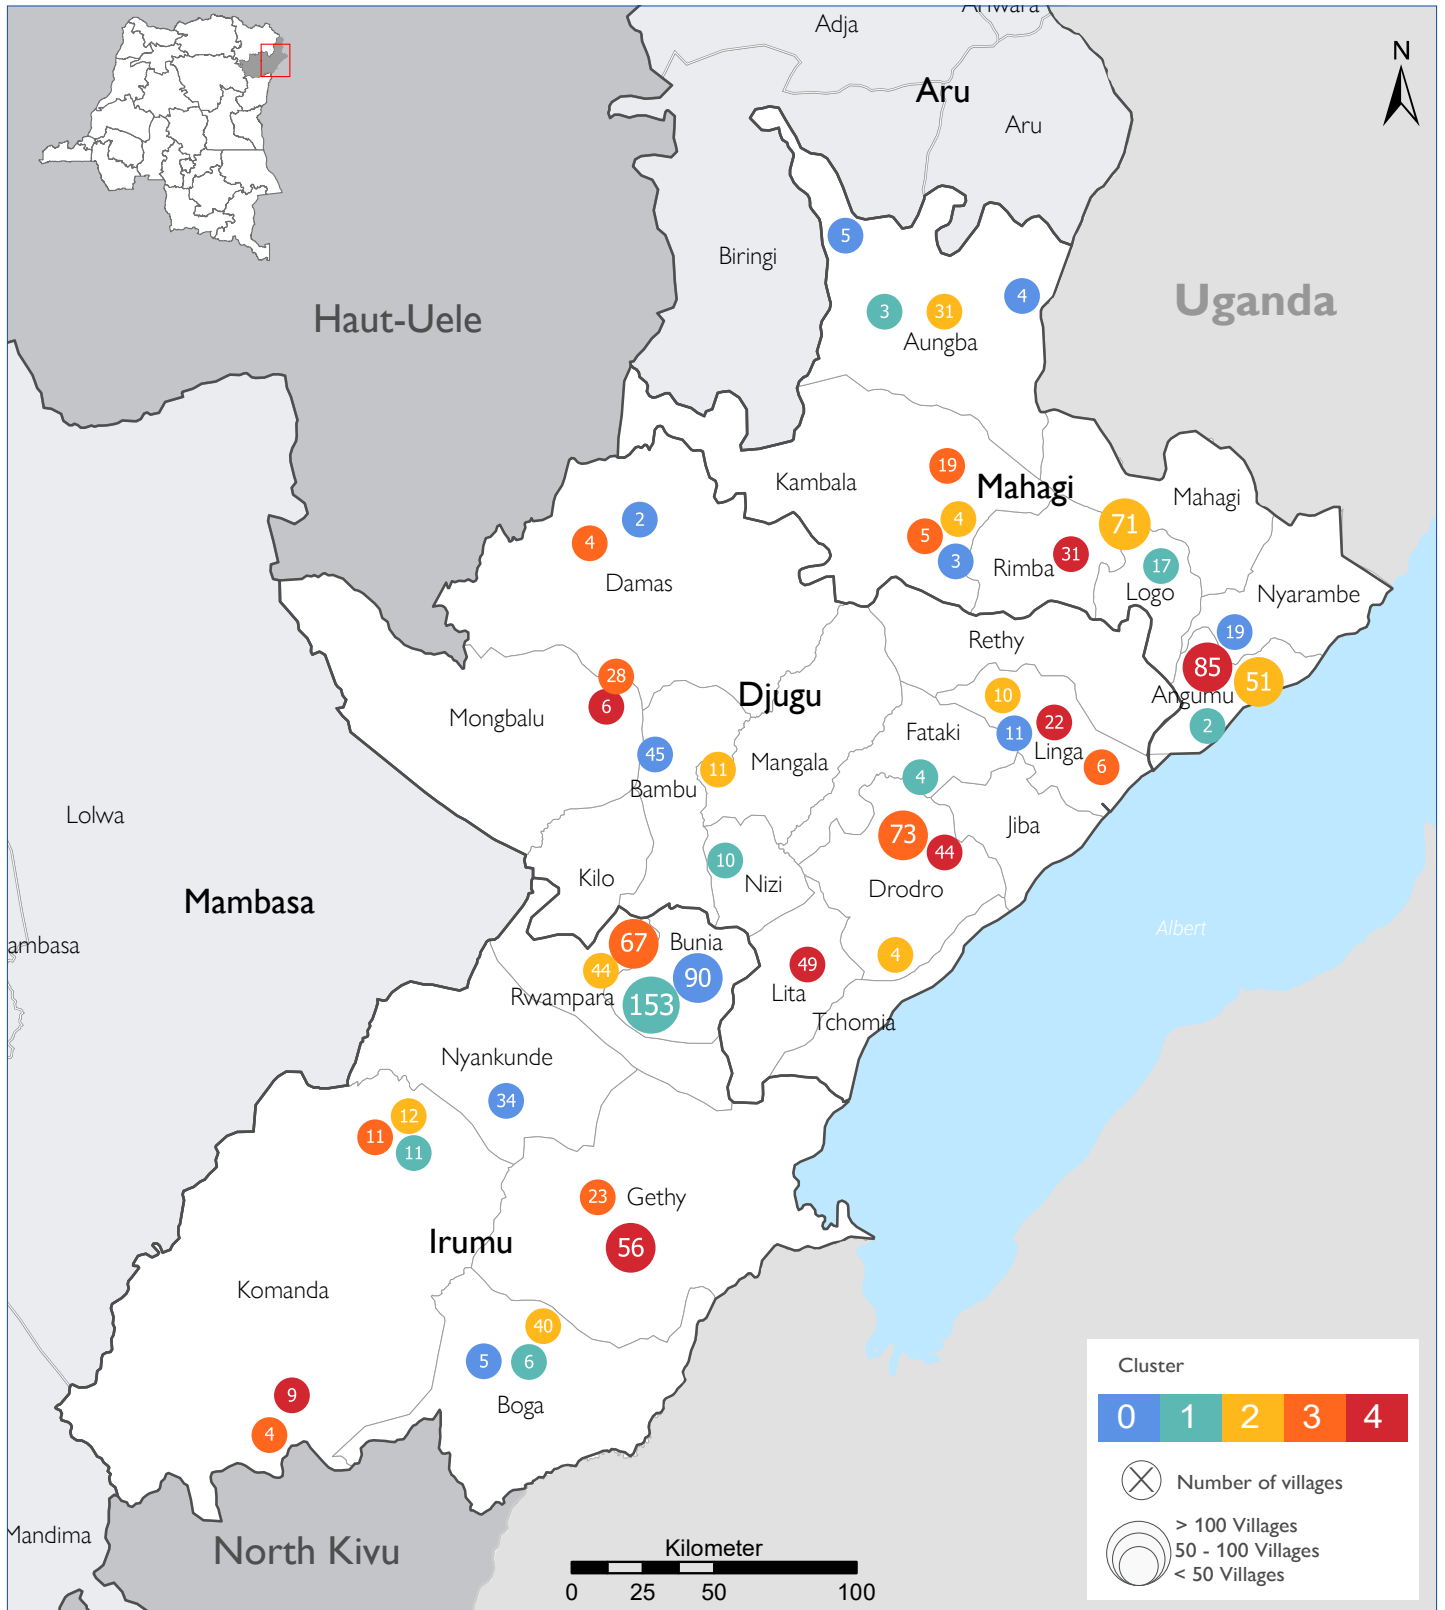 Adja
Ariwara
N
Aru
Aru
5
Biringi
4
Uganda
3
31
Haut-Uele
Aungba
19
Kambala
Mahagi
Mahagi
2
4
71
4
5
3
31
17
Rimba
Damas
Logo
Nyarambe
19
Rethy
85
28
51
10
Djugu
Angumu
6
Mongbalu
22
2
11
Fataki
45
Linga
11
Mangala
6
4
Bambu
Lolwa
Jiba
73
44
10
Kilo
Nizi
Drodro
Mambasa
Albert
67
Bunia
ambasa
4
44
49
90
Rwampara
Lita
153
Tchomia
Nyankunde
34
12
11
11
23
Gethy
Irumu
56
Komanda
40
5
6
Cluster
9
Boga
0 1 2 3 4
4
Number of villages
> 100 Villages
Mandima
North Kivu
Kilometer
50 - 100 Villages
< 50 Villages
0 25 50 100